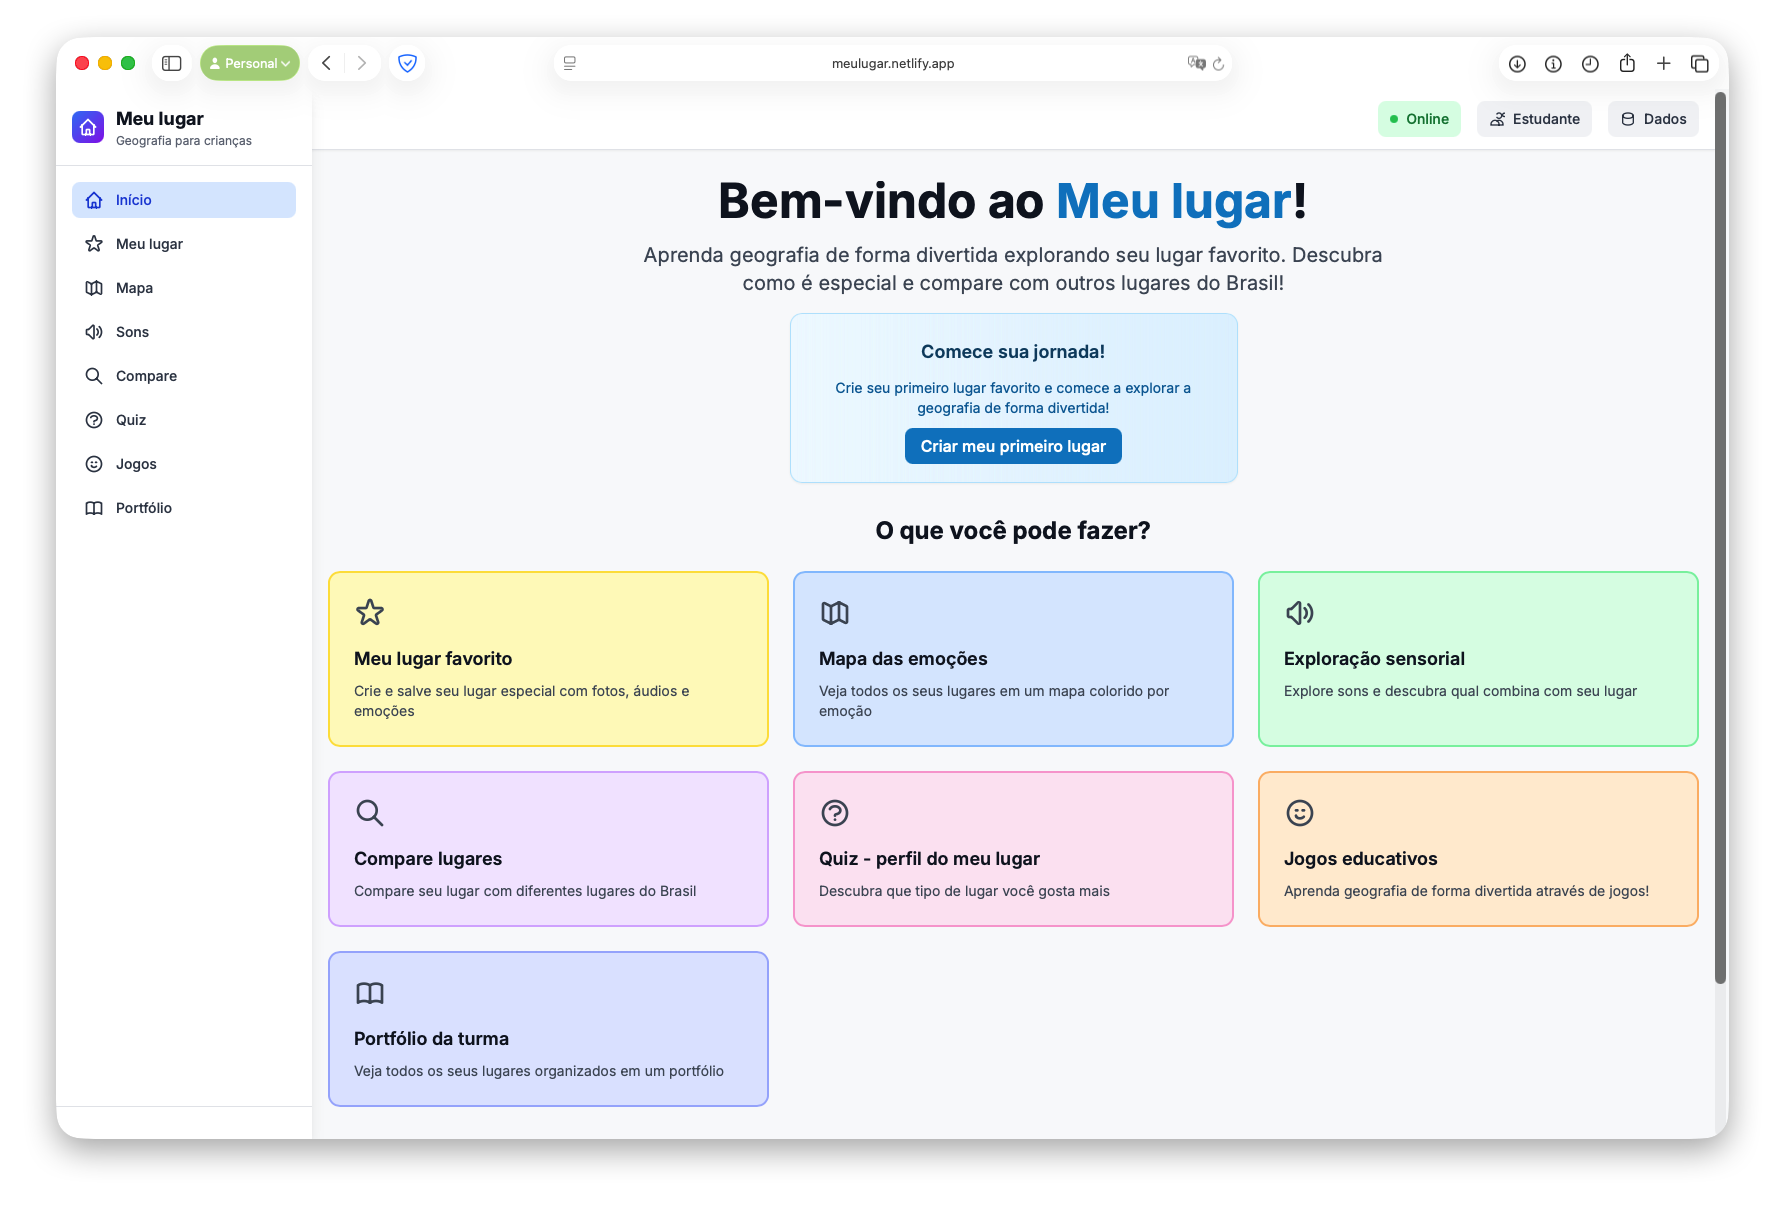 Personal
meulugar.netlify.app
Meu lugar
Geografia para crianças
Online
Estudante
Dados
Início
Meu lugar
Mapa
Sons
Compare
Quiz
Jogos
Portfólio
Bem-vindo ao Meu lugar!
Aprenda geografia de forma divertida explorando seu lugar favorito. Descubra
como é especial e compare com outros lugares do Brasil!
Comece sua jornada!
Crie seu primeiro lugar favorito e comece a explorar a
geografia de forma divertida!
Criar meu primeiro lugar
O que você pode fazer?
Meu lugar favorito
Crie e salve seu lugar especial com fotos, áudios e
emoções
Mapa das emoções
Veja todos os seus lugares em um mapa colorido por
emoção
Exploração sensorial
Explore sons e descubra qual combina com seu lugar
Compare lugares
Compare seu lugar com diferentes lugares do Brasil
Quiz - perfil do meu lugar
Descubra que tipo de lugar você gosta mais
Jogos educativos
Aprenda geografia de forma divertida através de jogos!
Portfólio da turma
Veja todos os seus lugares organizados em um portfólio